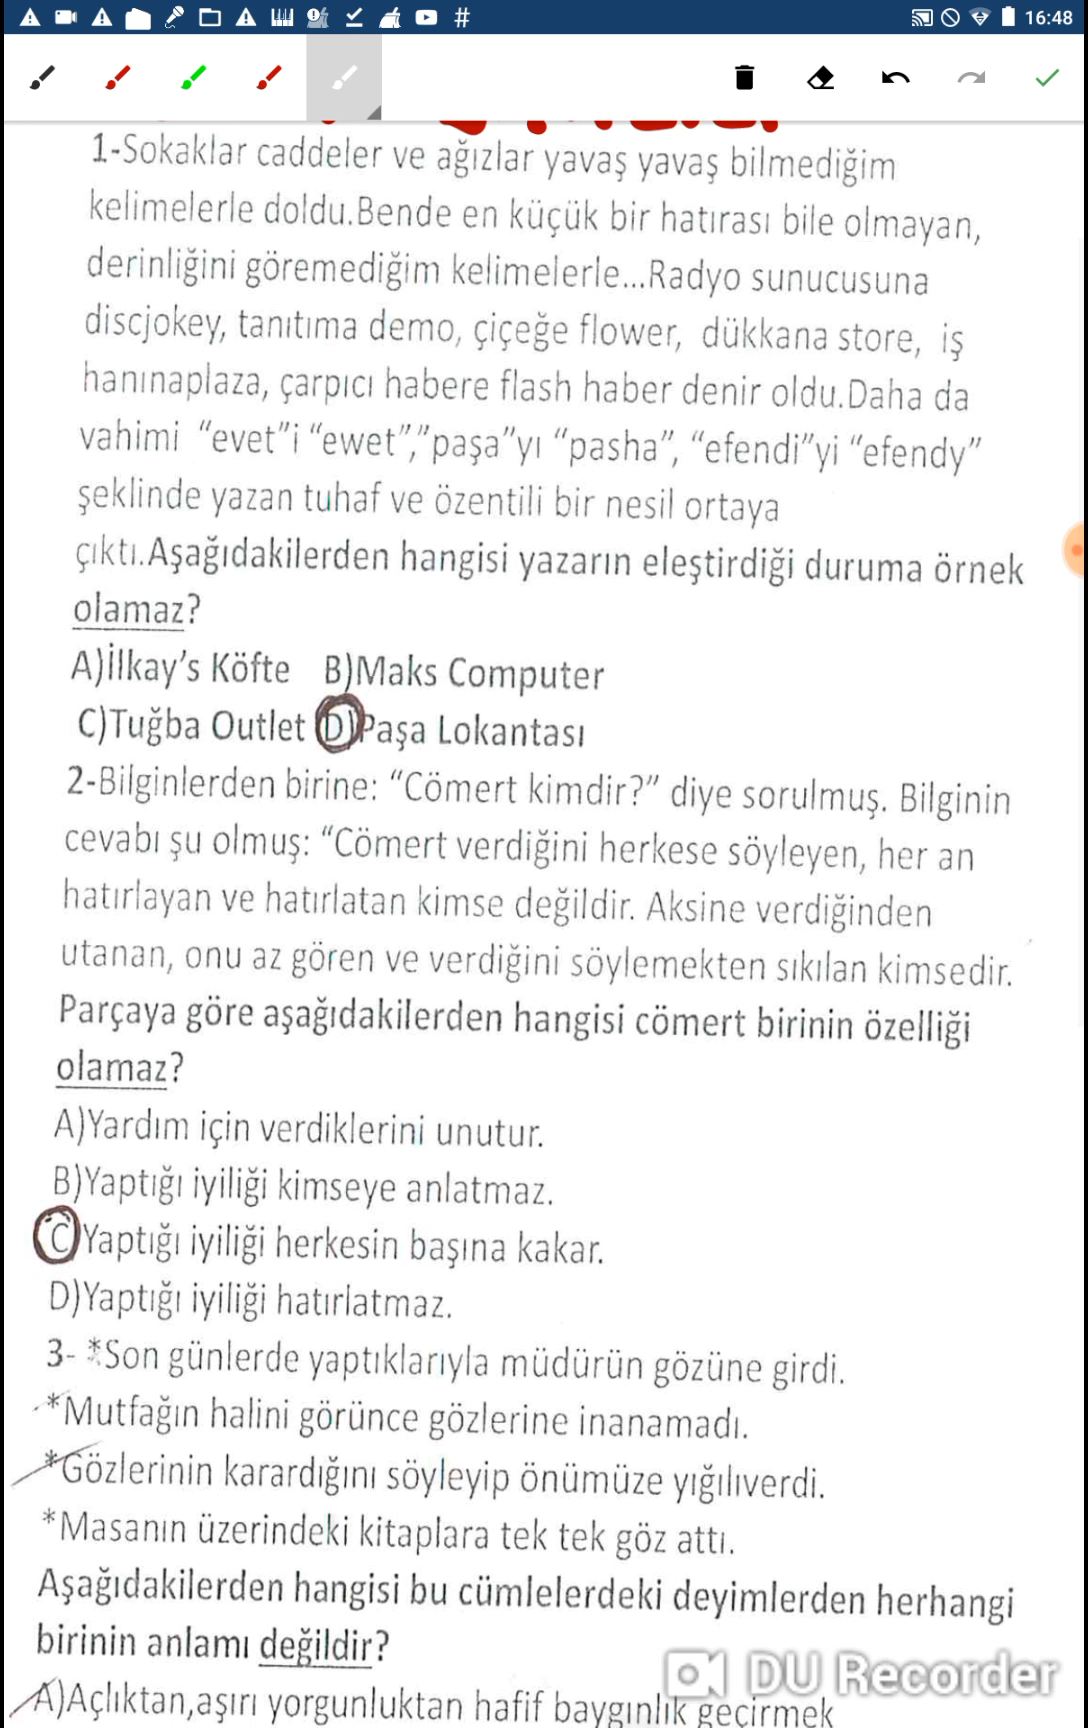 16:48
1-Sokaklar caddeler ve ağızlar yavaş yavaş bilmediğim
kelimelerle doldu.Bende en küçük bir hatırası bile olmayan,
derinliğini göremediğim kelimelerle...Radyo sunucusuna
discjokey, tanıtıma demo, çiçeğe flower, dükkana store, iş
hanınaplaza, çarpıcı habere flash haber denir oldu.Daha da
vahimi “evet”i “ewet”,”paşa”yı “pasha”, “efendi”yi “efendy”
şeklinde yazan tuhaf ve özentili bir nesil ortaya
çıktı.Aşağıdakilerden hangisi yazarın eleştirdiği duruma örnek
olamaz?
A)İlkay’s Köfte B)Maks Computer
C)Tuğba Outlet D)Paşa Lokantası
2-Bilginlerden birine: “Cömert kimdir?” diye sorulmuş. Bilginin
cevabı şu olmuş: “Cömert verdiğini herkese söyleyen, her an
hatırlayan ve hatırlatan kimse değildir. Aksine verdiğinden
utanan, onu az gören ve verdiğini söylemekten sıkılan kimsedir.
Parçaya göre aşağıdakilerden hangisi cömert birinin özelliği
olamaz?
A)Yardım için verdiklerini unutur.
B)Yaptığı iyiliği kimseye anlatmaz.
C)Yaptığı iyiliği herkesin başına kakar.
D)Yaptığı iyiliği hatırlatmaz.
3- *Son günlerde yaptıklarıyla müdürün gözüne girdi.
*Mutfağın halini görünce gözlerine inanamadı.
*Gözlerinin karardığını söyleyip önümüze yığılıverdi.
*Masanın üzerindeki kitaplara tek tek göz attı.
Aşağıdakilerden hangisi bu cümlelerdeki deyimlerden herhangi
birinin anlamı değildir?
DU Recorder
A)Açlıktan,aşırı yorgunluktan hafif baygınlık geçirmek